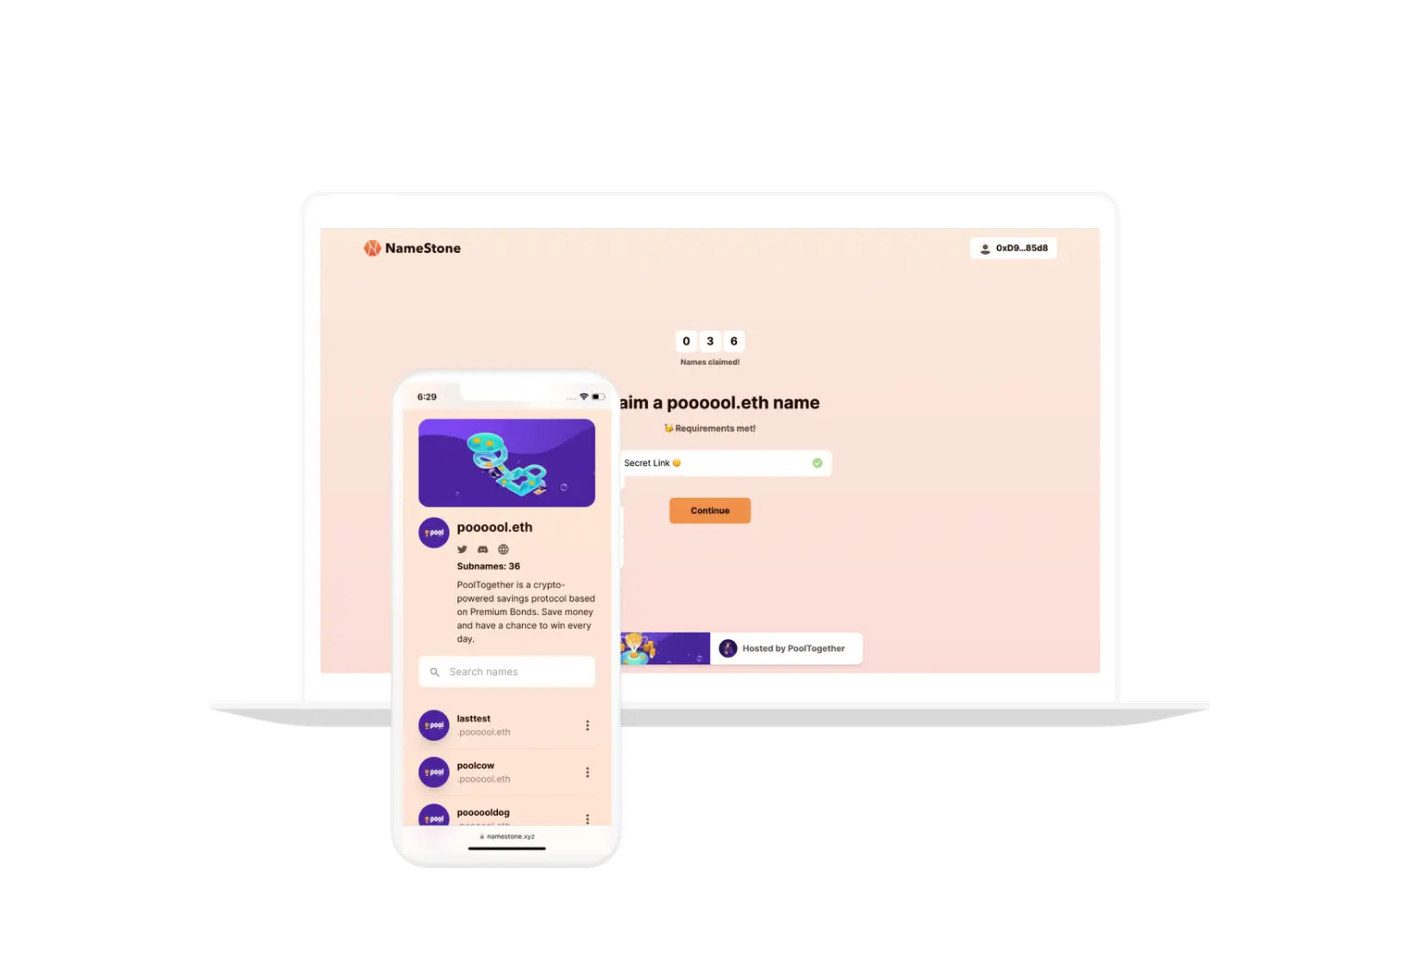 NameStone
0xD9...85d8
0 3 6
Names claimed!
aim a poooool.eth name
Requirements met!
Secret Link
Continue
Hosted by PoolTogether
6:29
pool
poooool.eth
Subnames: 36
PoolTogether is a crypto-
powered savings protocol based
on Premium Bonds. Save money
and have a chance to win every
day.
Search names
pool
lasttest
.poooool.eth
pool
poolcow
.poooool.eth
pool
poooooldog
.poooool.eth
namestone.xyz